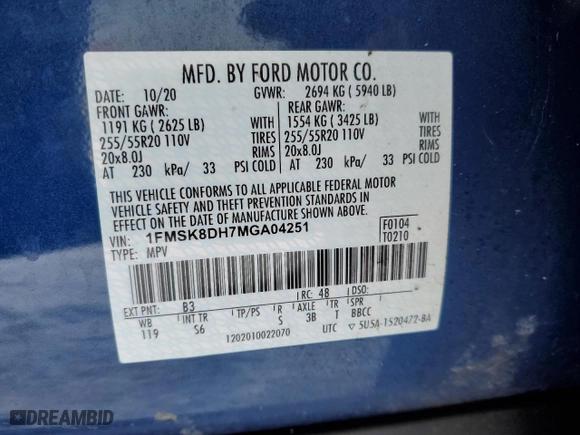 MFD. BY FORD MOTOR CO.
DATE: 10/20 GVWR: 2694 KG ( 5940 LB)
FRONT GAWR: REAR GAWR:
1191 KG ( 2625 LB) WITH 1554 KG ( 3425 LB)
255/55R20 110V TIRES 255/55R20 110V TIRES
20x8.0J RIMS 20x8.0J RIMS
AT 230 kPa/ 33 PSI COLD AT 230 kPa/ 33 PSI COLD
THIS VEHICLE CONFORMS TO ALL APPLICABLE FEDERAL MOTOR
VEHICLE SAFETY AND THEFT PREVENTION STANDARDS IN
EFFECT ON THE DATE OF MANUFACTURE SHOWN ABOVE.
VIN: 1FMSK8DH7MGA04251 F0104
TYPE: MPV T0210
EXT PNT: B3 RC: 48 DSO:
WB INT TR TP/PS R AXLE TR SPR
119 S6 S 3B T BBCC
1202010022070 UTC ▽ 5U5A-1520472-BA
DREAMBID